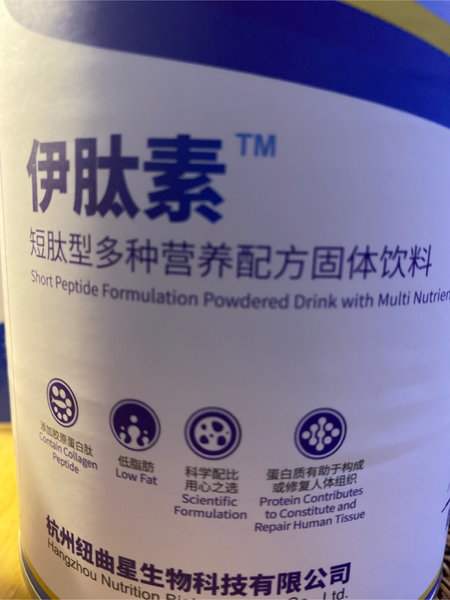 伊肽素™
短肽型多种营养配方固体饮料
Short Peptide Formulation Powdered Drink with Multi
添加胶原蛋白肽
Contain Collagen
Peptide
低脂肪
Low Fat
科学配比
用心之选
Scientific
Formulation
蛋白质有助于构成
或修复人体组织
Protein Contributes
to Constitute and
Repair Human Tissue
杭州纽曲星生物科技有限公司
Hangzhou Nutrition Co., Ltd.